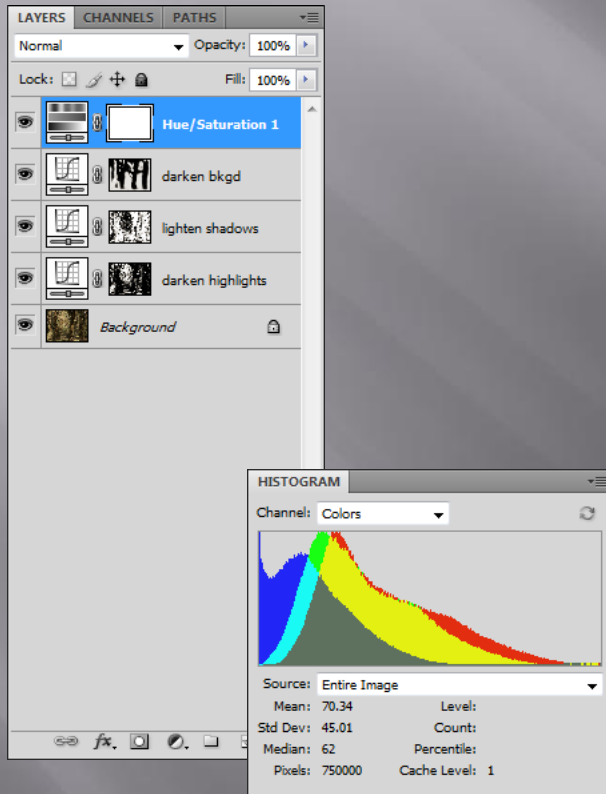 LAYERS CHANNELS PATHS
Normal Opacity: 100%
Lock: Fill: 100%
Hue/Saturation 1
darken bkgd
lighten shadows
darken highlights
Background
fx.
HISTOGRAM
Channel: Colors
Source: Entire Image
Mean: 70.34 Level:
Std Dev: 45.01 Count:
Median: 62 Percentile:
Pixels: 750000 Cache Level: 1